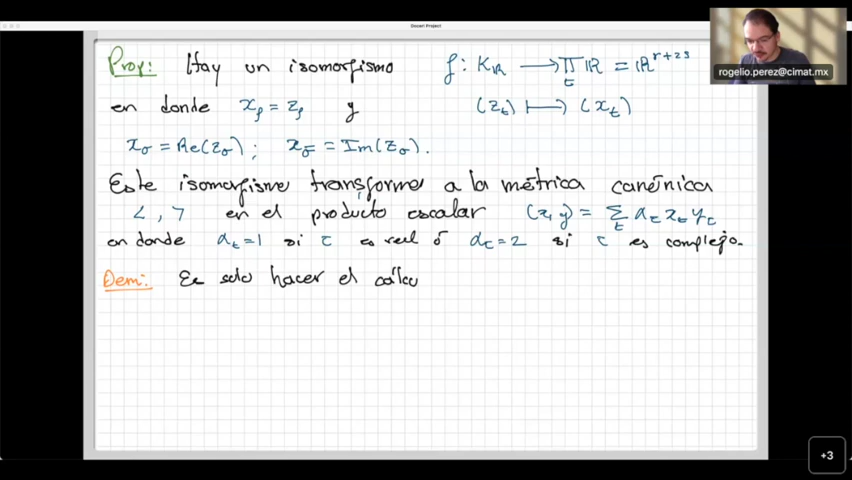 Docari Project
Prop: Hay un isomorfismo f: K_ℝ ⟶ ∏_τ ℝ = ℝ^{r+2s}
en donde x_ρ = z_ρ y (z_τ) ⟼ (x_τ)
x_σ = Re(z_σ); x_σ̄ = Im(z_σ).
Este isomorfismo transforma a la métrica canónica
< , > en el producto escalar (x, y) = ∑_τ α_τ x_τ y_τ
en donde α_τ = 1 si τ es real ó α_τ = 2 si τ es complejo.
Dem: Es solo hacer el cálcu
rogelio.perez@cimat.mx
+3